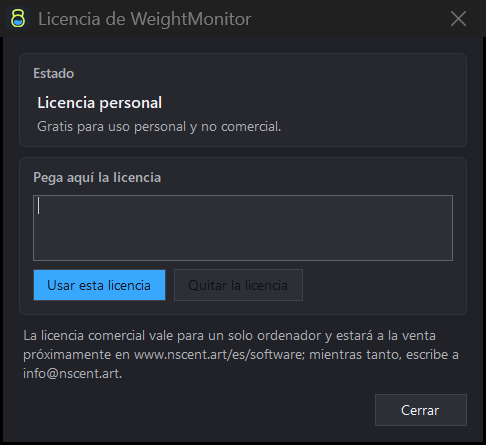 Licencia de WeightMonitor
Estado
Licencia personal
Gratis para uso personal y no comercial.
Pega aquí la licencia
Usar esta licencia
Quitar la licencia
La licencia comercial vale para un solo ordenador y estará a la venta
próximamente en www.nscent.art/es/software; mientras tanto, escribe a
info@nscent.art.
Cerrar